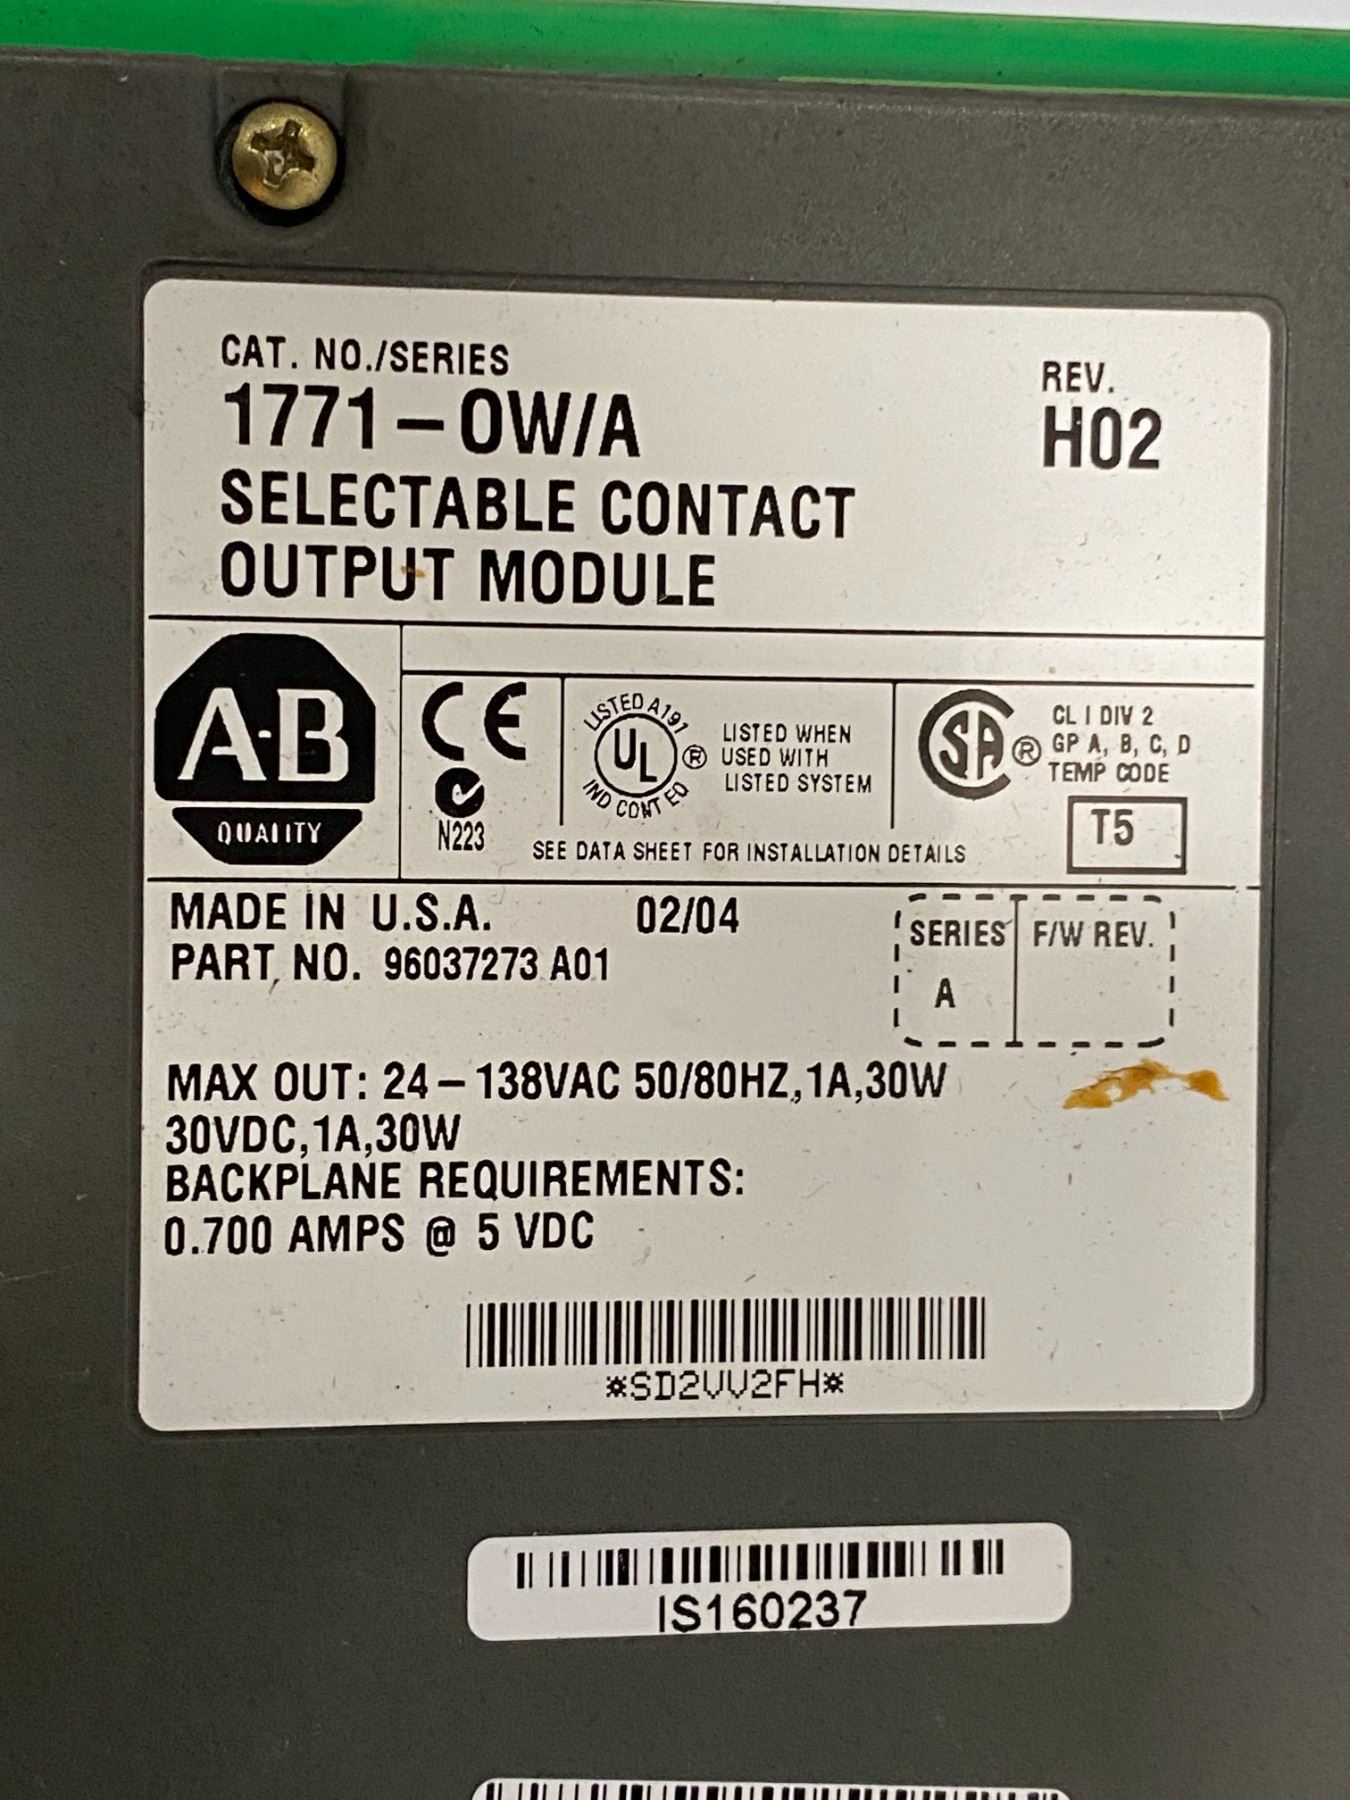 CAT. NO./SERIES
1771-OW/A
REV.
H02
SELECTABLE CONTACT
OUTPUT MODULE
A-B
QUALITY
CE
N223
LISTED A191
UL
IND CONT EQ
®
LISTED WHEN
USED WITH
LISTED SYSTEM
SA ®
CL I DIV 2
GP A, B, C, D
TEMP CODE
T5
SEE DATA SHEET FOR INSTALLATION DETAILS
MADE IN U.S.A. 02/04
PART NO. 96037273 A01
SERIES
A
F/W REV.
MAX OUT: 24-138VAC 50/80HZ,1A,30W
30VDC,1A,30W
BACKPLANE REQUIREMENTS:
0.700 AMPS @ 5 VDC
*SD2VV2FH*
IS160237